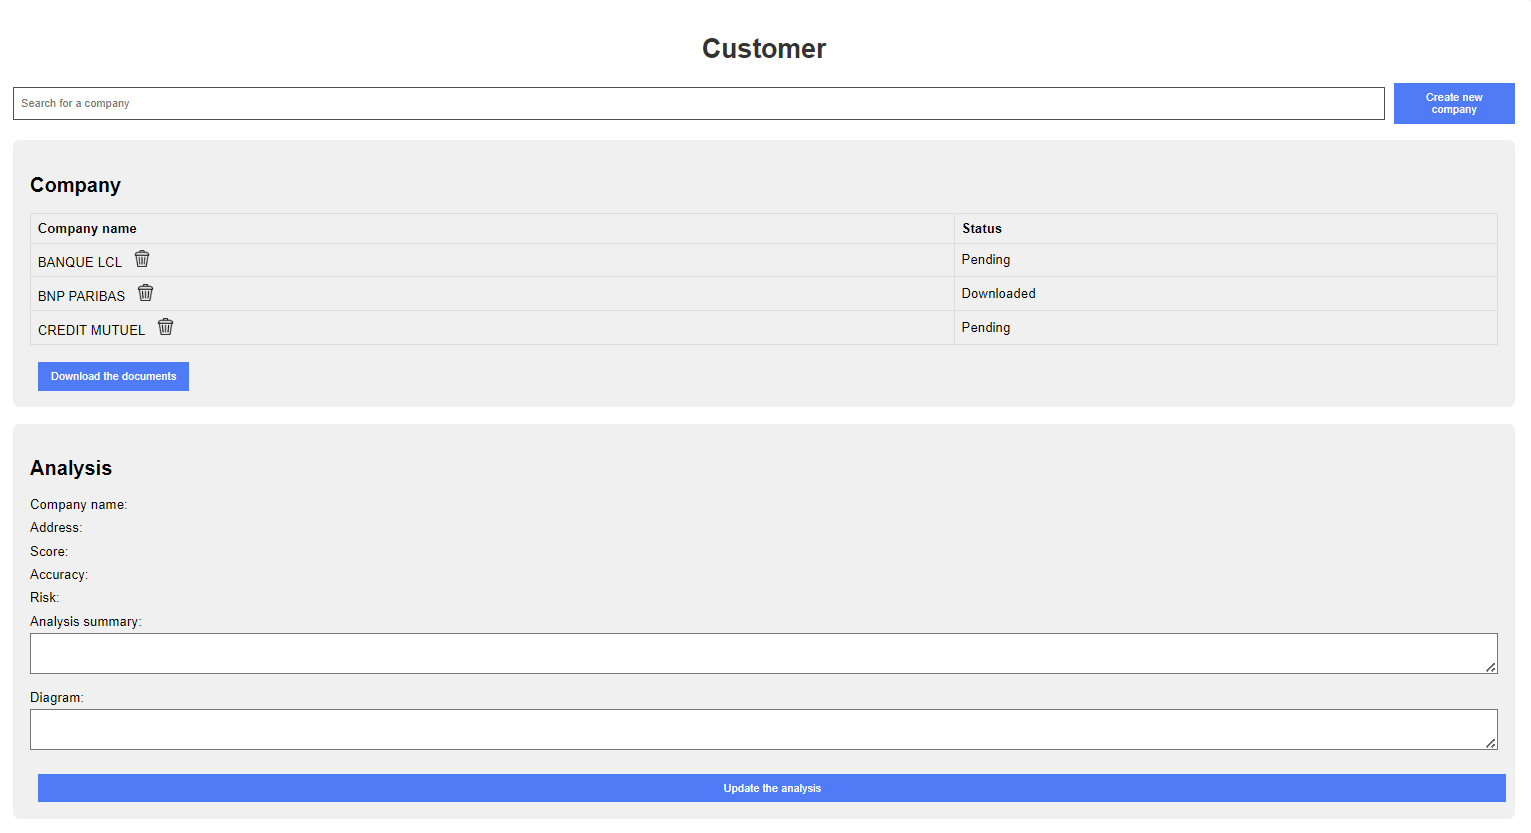 Customer
Search for a company
Create new
company
Company
Company name Status
BANQUE LCL Pending
BNP PARIBAS Downloaded
CREDIT MUTUEL Pending
Download the documents
Analysis
Company name:
Address:
Score:
Accuracy:
Risk:
Analysis summary:
Diagram:
Update the analysis